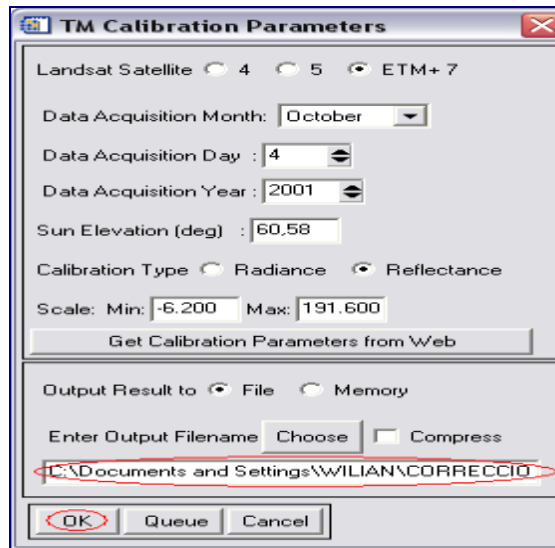 TM Calibration Parameters
Landsat Satellite 4 5 ETM+ 7
Data Acquisition Month: October
Data Acquisition Day : 4
Data Acquisition Year : 2001
Sun Elevation (deg) : 60,58
Calibration Type Radiance Reflectance
Scale: Min: -6.200 Max: 191.600
Get Calibration Parameters from Web
Output Result to File Memory
Enter Output Filename Choose Compress
C:\Documents and Settings\WILIAN\CORRECCIO
OK Queue Cancel